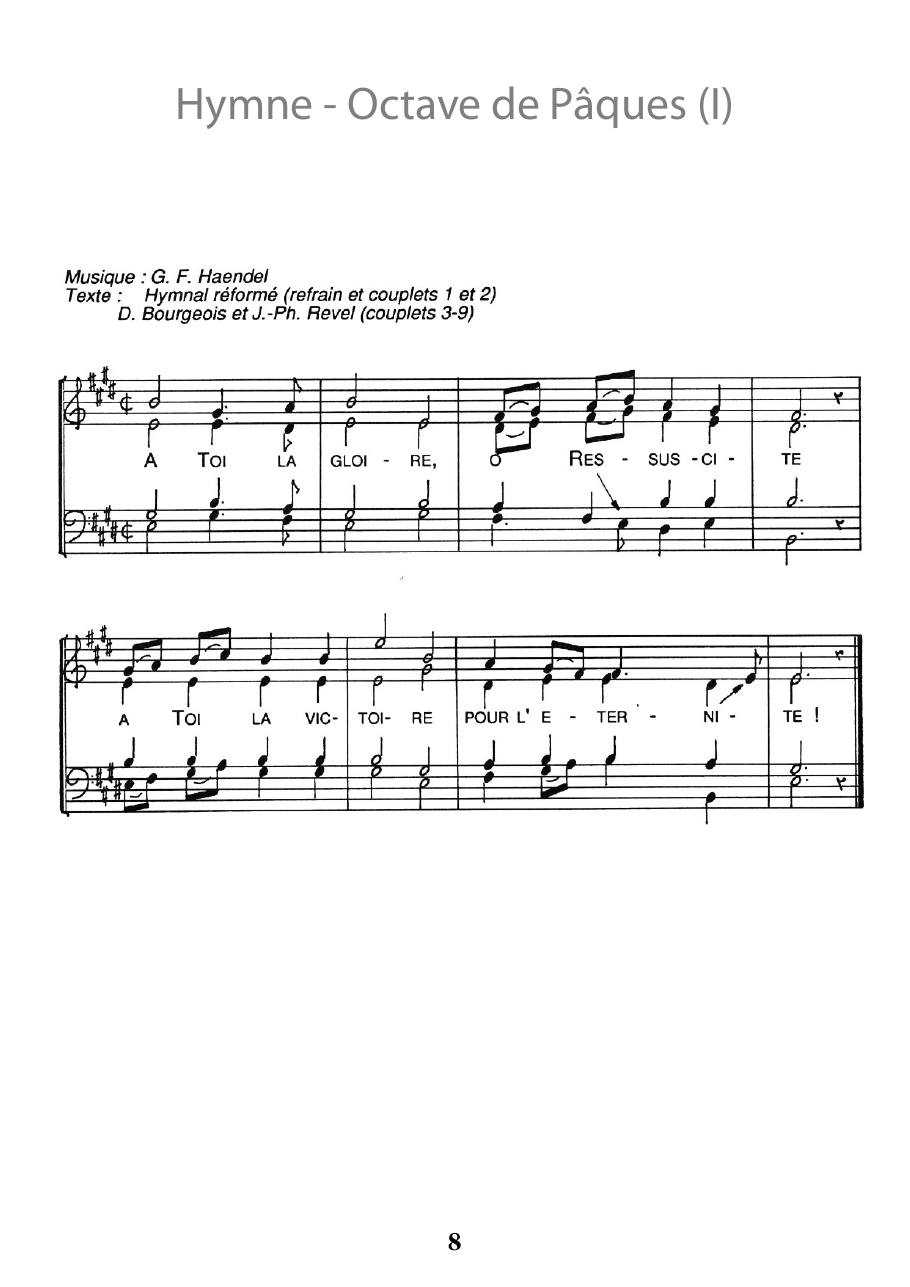 Hymne - Octave de Pâques (I)
Musique : G. F. Haendel
Texte : Hymnal réformé (refrain et couplets 1 et 2)
D. Bourgeois et J.-Ph. Revel (couplets 3-9)
A TOI LA GLOI - RE, O RES - SUS - CI - TE
A TOI LA VIC- TOI- RE POUR L' E - TER - NI - TE !
8